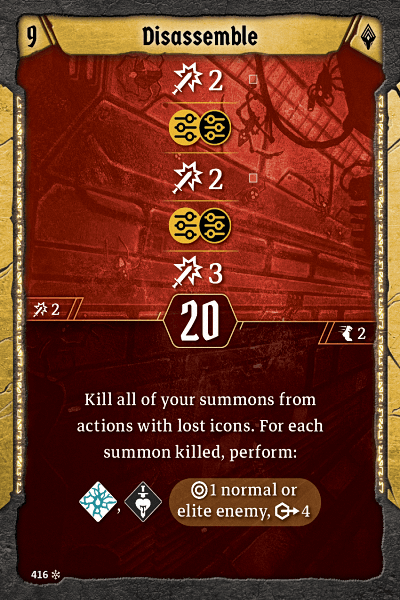 9 Disassemble
2
2
3
2
20
2
Kill all of your summons from
actions with lost icons. For each
summon killed, perform:
, 1 normal or
elite enemy, 4
416